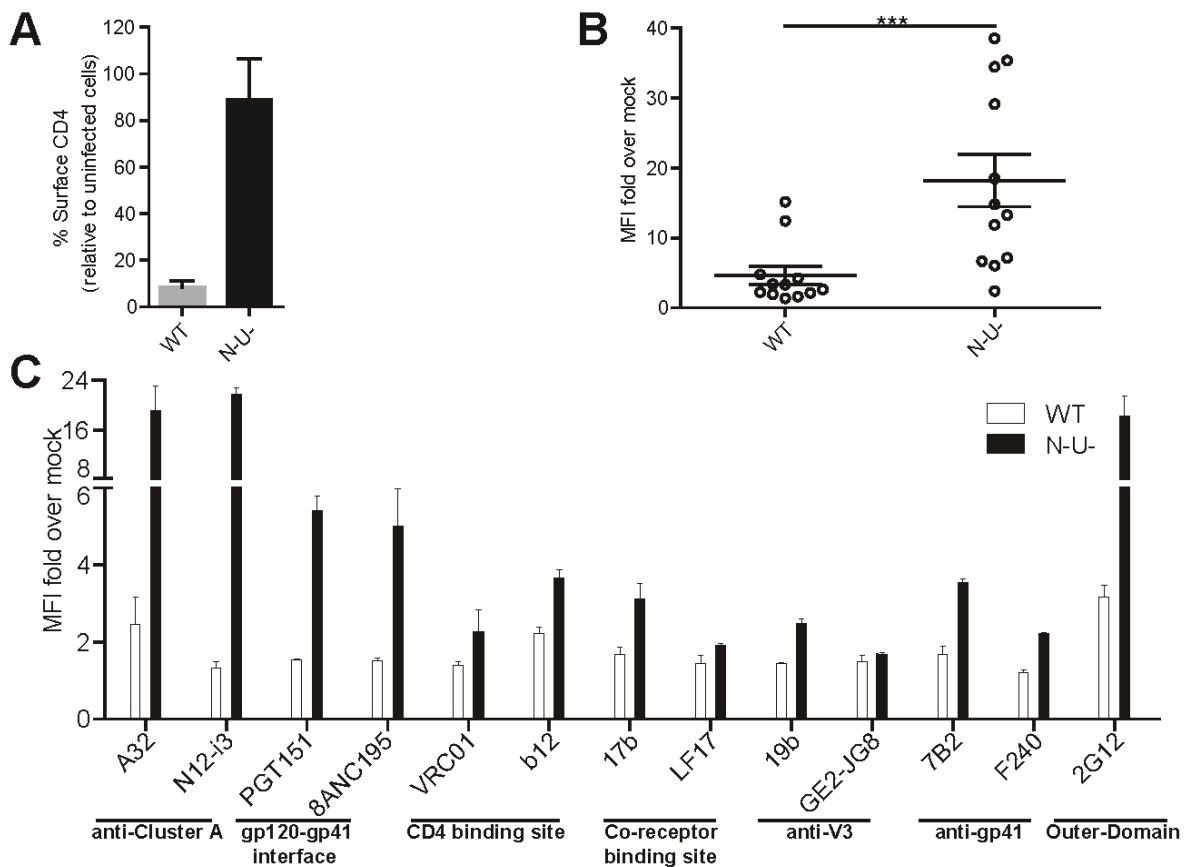 A
120
100
80
60
40
20
0
% Surface CD4
(relative to uninfected cells)
WT
N-U-
B
***
40
30
20
10
0
MFI fold over mock
WT
N-U-
C
24
16
8
6
4
2
0
MFI fold over mock
WT
N-U-
A32
N12-i3
PGT151
8ANC195
VRC01
b12
17b
LF17
19b
GE2-JG8
7B2
F240
2G12
anti-Cluster A
gp120-gp41
interface
CD4 binding site
Co-receptor
binding site
anti-V3
anti-gp41
Outer-Domain